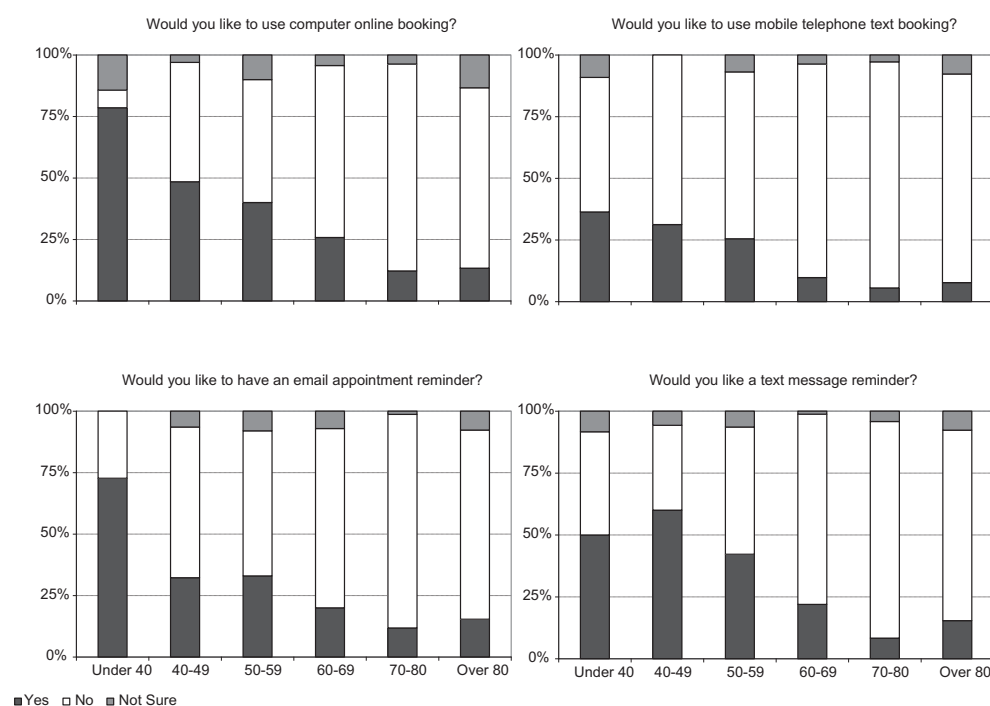 Would you like to use computer online booking?
100%
75%
50%
25%
0%
Would you like to use mobile telephone text booking?
100%
75%
50%
25%
0%
Would you like to have an email appointment reminder?
100%
75%
50%
25%
0%
Under 40 40-49 50-59 60-69 70-80 Over 80
Would you like a text message reminder?
100%
75%
50%
25%
0%
Under 40 40-49 50-59 60-69 70-80 Over 80
Yes No Not Sure